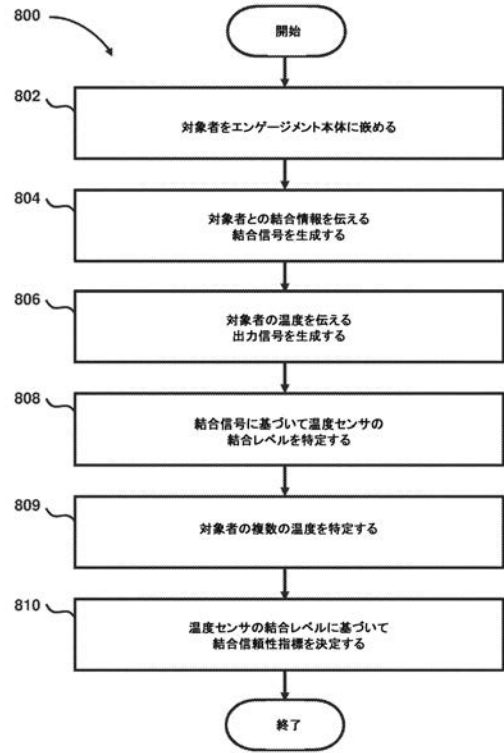 800
開始
802
対象者をエンゲージメント本体に嵌める
804
対象者との結合情報を伝える
結合信号を生成する
806
対象者の温度を伝える
出力信号を生成する
808
結合信号に基づいて温度センサの
結合レベルを特定する
809
対象者の複数の温度を特定する
810
温度センサの結合レベルに基づいて
結合信頼性指標を決定する
終了